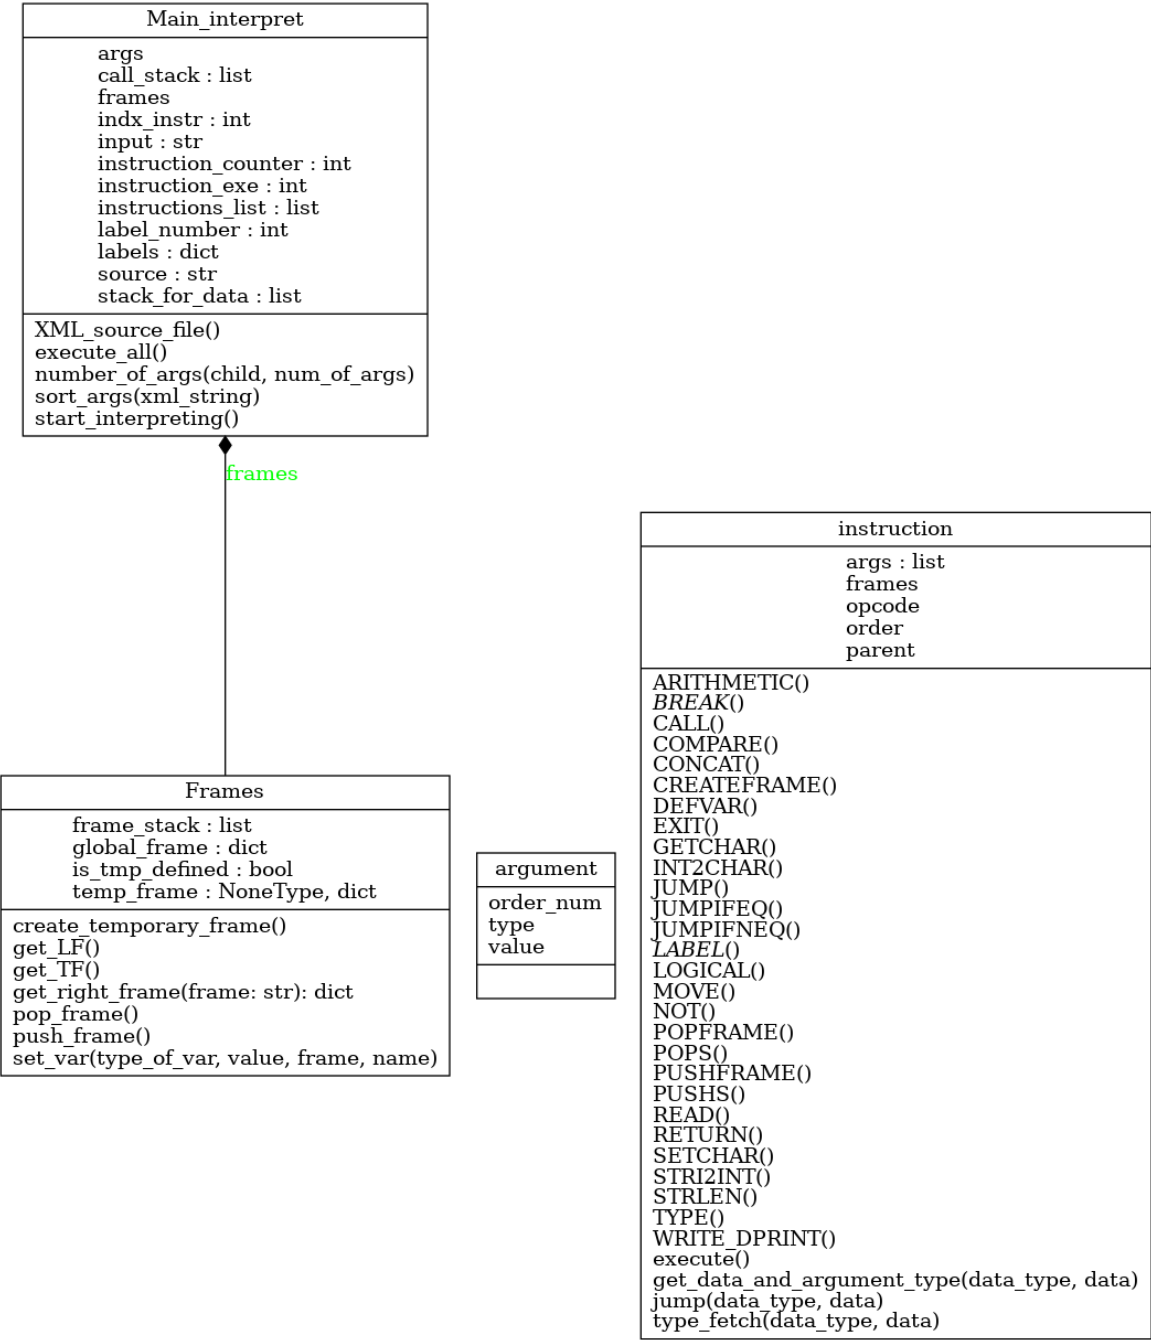 Main_interpret
args
call_stack : list
frames
indx_instr : int
input : str
instruction_counter : int
instruction_exe : int
instructions_list : list
label_number : int
labels : dict
source : str
stack_for_data : list
XML_source_file()
execute_all()
number_of_args(child, num_of_args)
sort_args(xml_string)
start_interpreting()
frames
Frames
frame_stack : list
global_frame : dict
is_tmp_defined : bool
temp_frame : NoneType, dict
create_temporary_frame()
get_LF()
get_TF()
get_right_frame(frame: str): dict
pop_frame()
push_frame()
set_var(type_of_var, value, frame, name)
argument
order_num
type
value
instruction
args : list
frames
opcode
order
parent
ARITHMETIC()
BREAK()
CALL()
COMPARE()
CONCAT()
CREATEFRAME()
DEFVAR()
EXIT()
GETCHAR()
INT2CHAR()
JUMP()
JUMPIFEQ()
JUMPIFNEQ()
LABEL()
LOGICAL()
MOVE()
NOT()
POPFRAME()
POPS()
PUSHFRAME()
PUSHS()
READ()
RETURN()
SETCHAR()
STRI2INT()
STRLEN()
TYPE()
WRITE_DPRINT()
execute()
get_data_and_argument_type(data_type, data)
jump(data_type, data)
type_fetch(data_type, data)